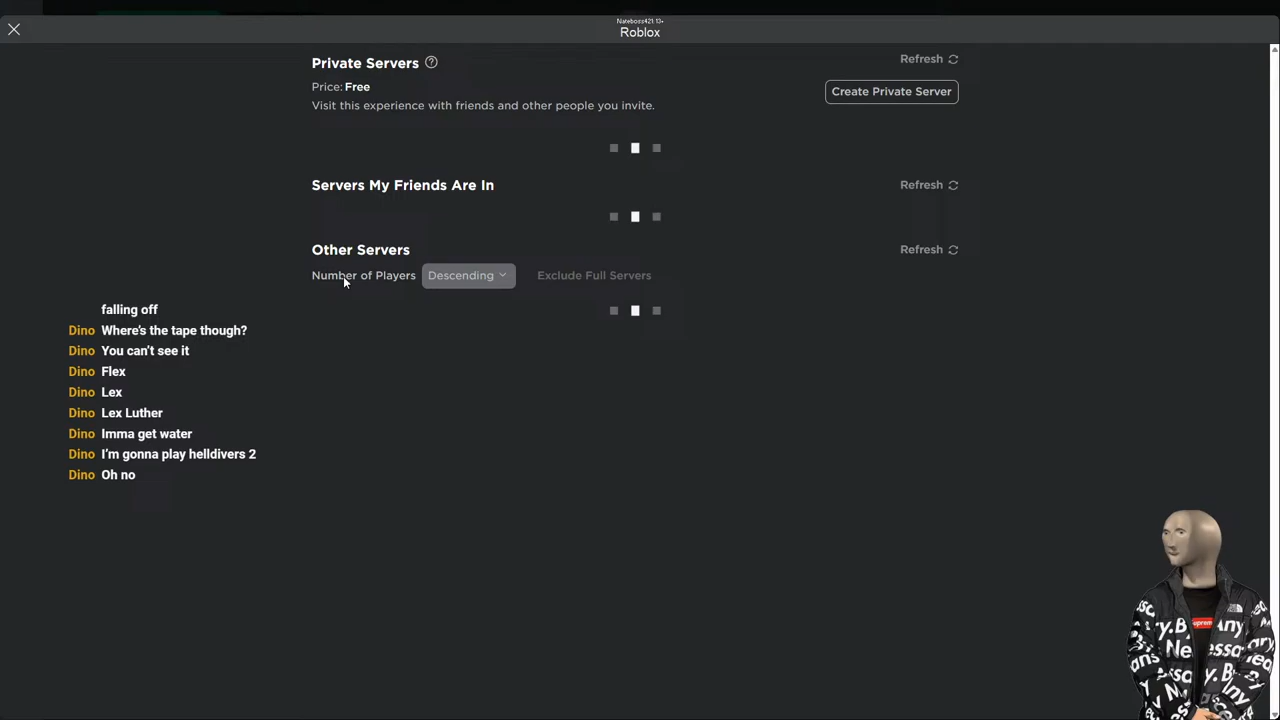 Nateboss421: 13+
Roblox
Private Servers
Refresh
Price: Free
Create Private Server
Visit this experience with friends and other people you invite.
Servers My Friends Are In
Refresh
Other Servers
Refresh
Number of Players Descending Exclude Full Servers
falling off
Dino Where's the tape though?
Dino You can't see it
Dino Flex
Dino Lex
Dino Lex Luther
Dino Imma get water
Dino I'm gonna play helldivers 2
Dino Oh no